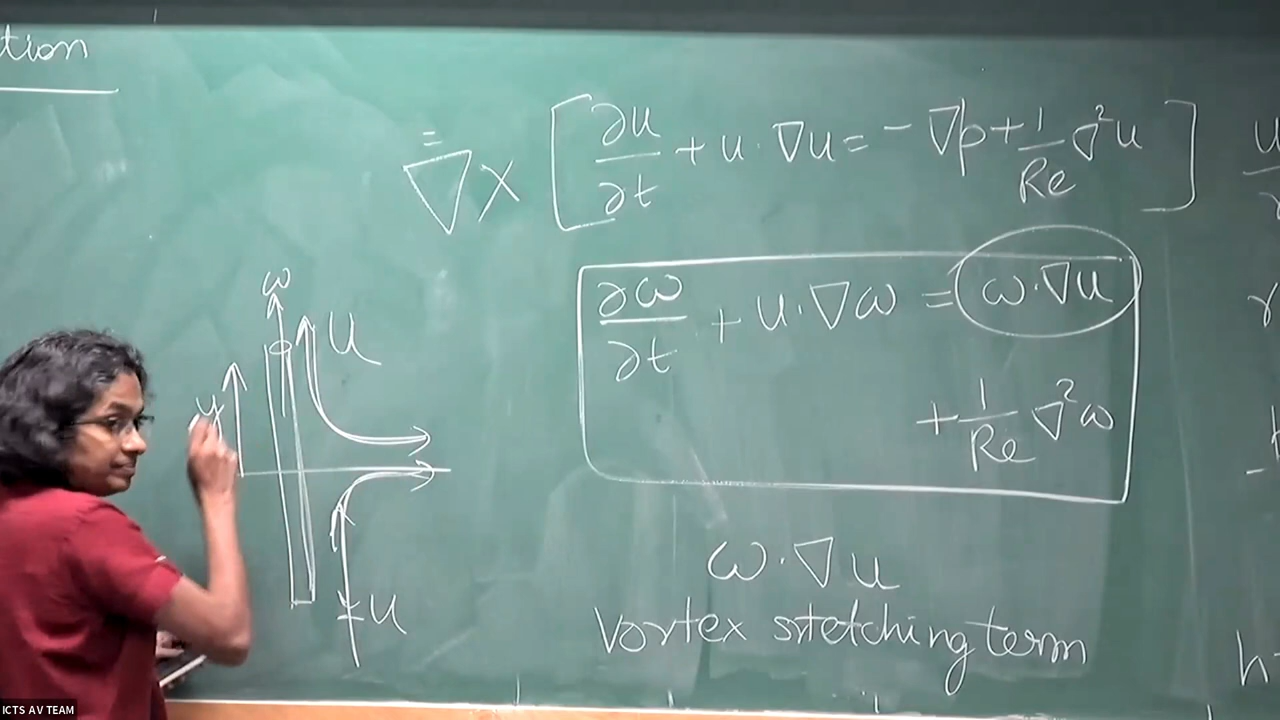 tion
∇ × [∂u/∂t + u·∇u = -∇p + 1/Re ∇²u]
∂ω/∂t + u·∇ω = ω·∇u
+ 1/Re ∇²ω
ω
u
y
-u
ω·∇u
vortex stretching term
ICTS AV TEAM